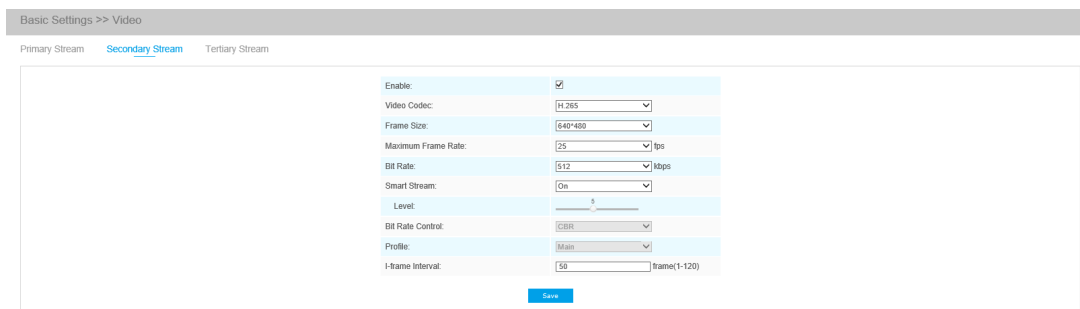 Basic Settings >> Video
Primary Stream Secondary Stream Tertiary Stream
Enable:
Video Codec: H.265
Frame Size: 640*480
Maximum Frame Rate: 25 fps
Bit Rate: 512 kbps
Smart Stream: On
Level: 5
Bit Rate Control: CBR
Profile: Main
I-frame Interval: 50 frame(1-120)
Save